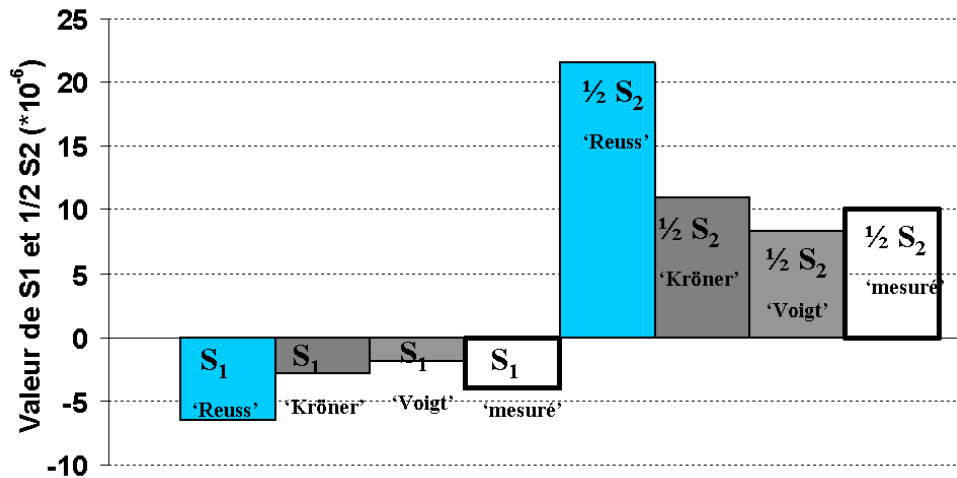 Valeur de S1 et 1/2 S2 (*10⁻⁶)
25
20
15
10
5
0
-5
-10
S₁
'Reuss'
S₁
'Kröner'
S₁
'Voigt'
S₁
'mesuré'
½ S₂
'Reuss'
½ S₂
'Kröner'
½ S₂
'Voigt'
½ S₂
'mesuré'